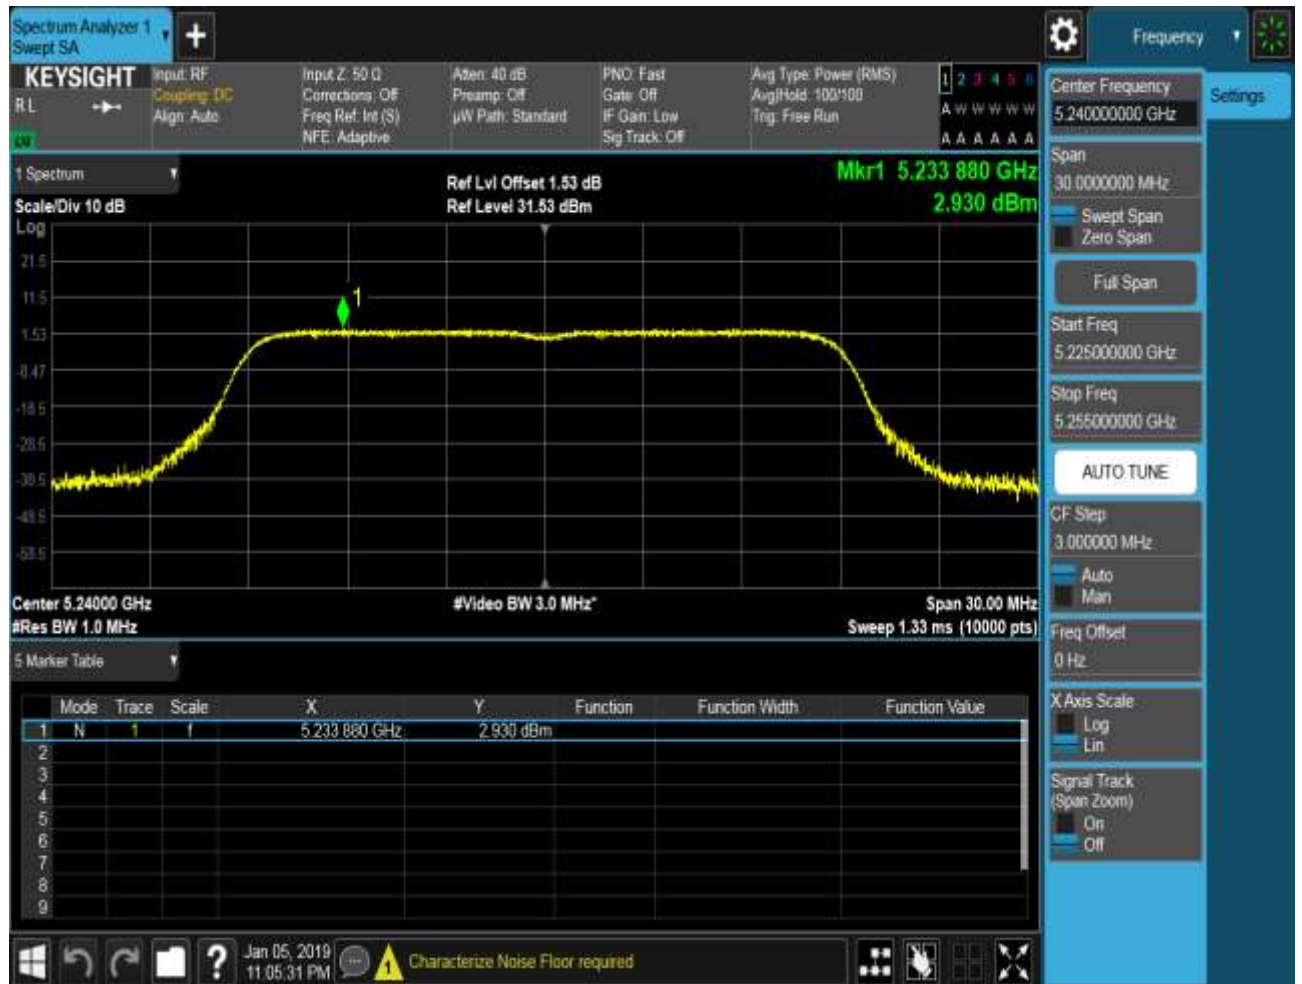 Spectrum Analyzer 1
Swept SA
+
Frequency
KEYSIGHT
RL
Input: RF
Coupling: DC
Align: Auto
Input Z: 50 Ω
Corrections: Off
Freq Ref: Int (S)
NFE: Adaptive
Atten: 40 dB
Preamp: Off
µW Path: Standard
PNO: Fast
Gate: Off
IF Gain: Low
Sig Track: Off
Avg Type: Power (RMS)
Avg|Hold: 100/100
Trig: Free Run
1 2 3 4 5 6
A W W W W W
A A A A A A
1 Spectrum
Scale/Div 10 dB
Ref Lvl Offset 1.53 dB
Ref Level 31.53 dBm
Mkr1 5.233 880 GHz
2.930 dBm
Log
21.5
11.5
1.53
-8.47
-18.5
-28.5
-38.5
-48.5
-58.5
1
Center 5.24000 GHz
#Res BW 1.0 MHz
#Video BW 3.0 MHz*
Span 30.00 MHz
Sweep 1.33 ms (10000 pts)
5 Marker Table
Mode Trace Scale X Y Function Function Width Function Value
1 N 1 f 5.233 880 GHz 2.930 dBm
2
3
4
5
6
7
8
9
Settings
Center Frequency
5.240000000 GHz
Span
30.0000000 MHz
Swept Span
Zero Span
Full Span
Start Freq
5.225000000 GHz
Stop Freq
5.255000000 GHz
AUTO TUNE
CF Step
3.000000 MHz
Auto
Man
Freq Offset
0 Hz
X Axis Scale
Log
Lin
Signal Track
(Span Zoom)
On
Off
?
Jan 05, 2019
11:05:31 PM
1
Characterize Noise Floor required